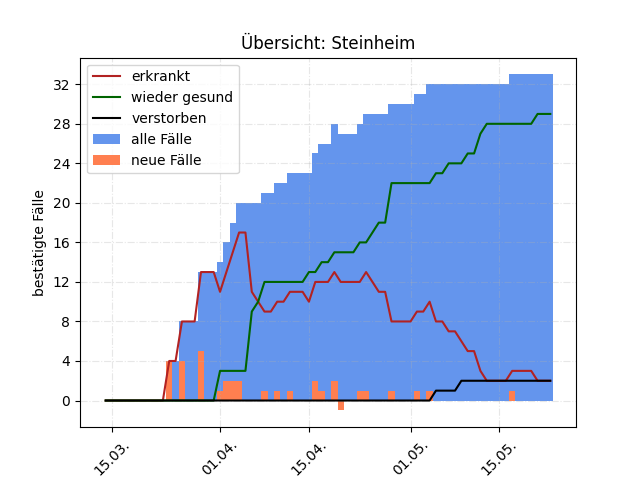 Übersicht: Steinheim
erkrankt
wieder gesund
verstorben
alle Fälle
neue Fälle
bestätigte Fälle
32
28
24
20
16
12
8
4
0
15.03.
01.04.
15.04.
01.05.
15.05.